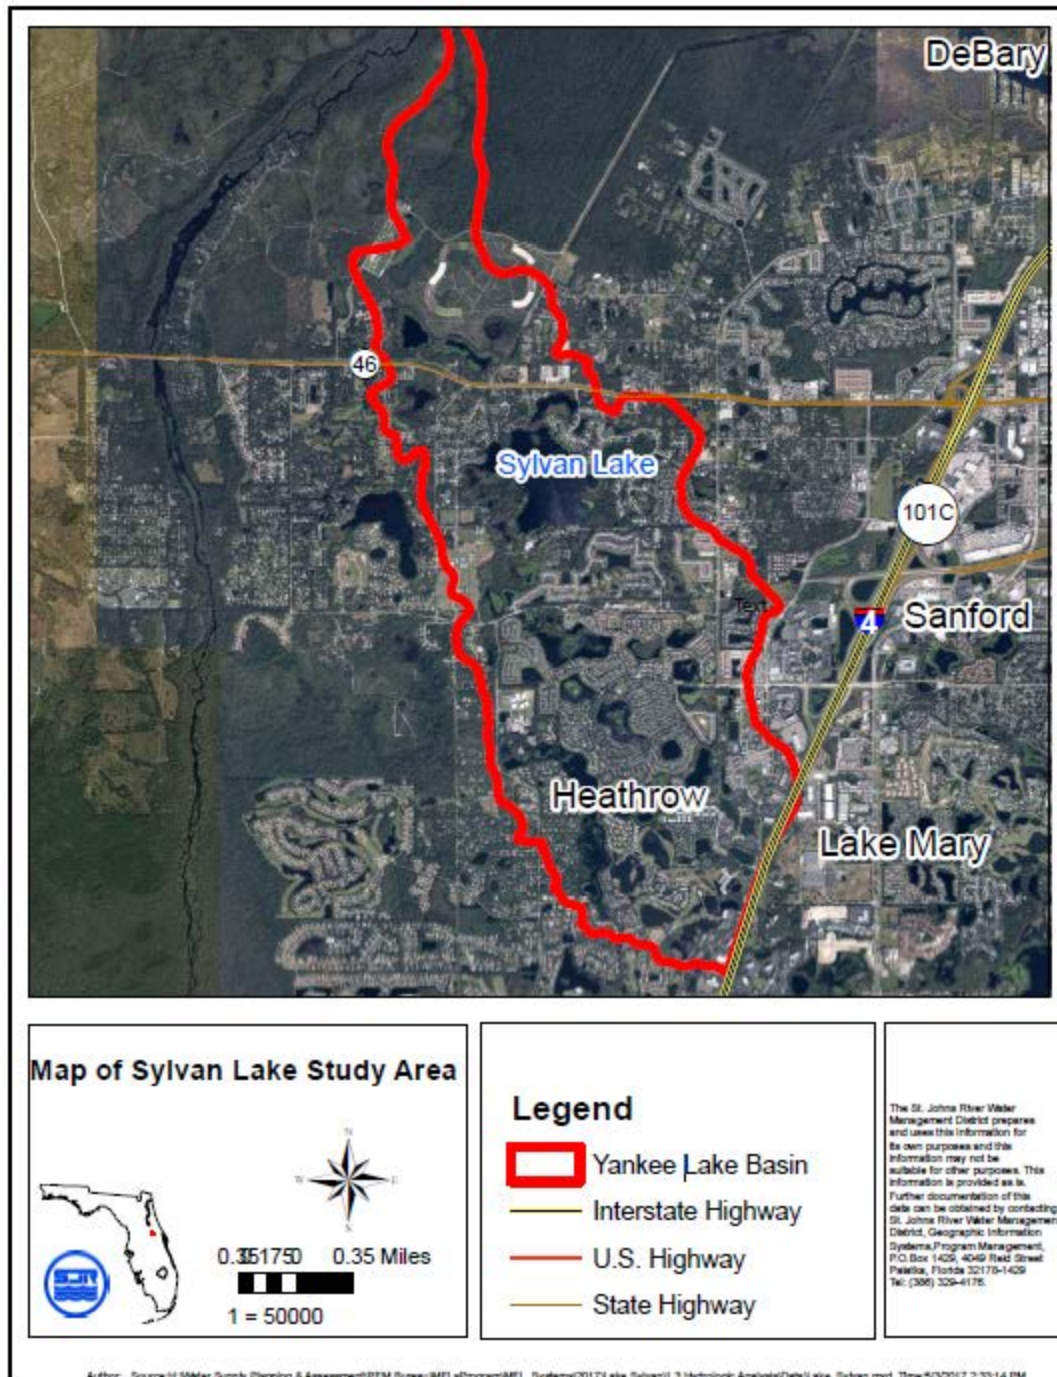 DeBary
46
Sylvan Lake
101C
Text
4
Sanford
Heathrow
Lake Mary
Map of Sylvan Lake Study Area
N
W E
S
0.35 Miles
1 = 50000
SJR
Legend
Yankee Lake Basin
Interstate Highway
U.S. Highway
State Highway
The St. Johns River Water
Management District prepares
and uses this information for
its own purposes and this
information may not be
suitable for other purposes. This
information is provided as is.
Further documentation of this
data can be obtained by contacting
St. Johns River Water Management
District, Geographic Information
Systems, Program Management,
P.O. Box 1429, 4049 Reid Street
Palatka, Florida 32178-1429
Tel: (386) 329-4176.
Author: Source: